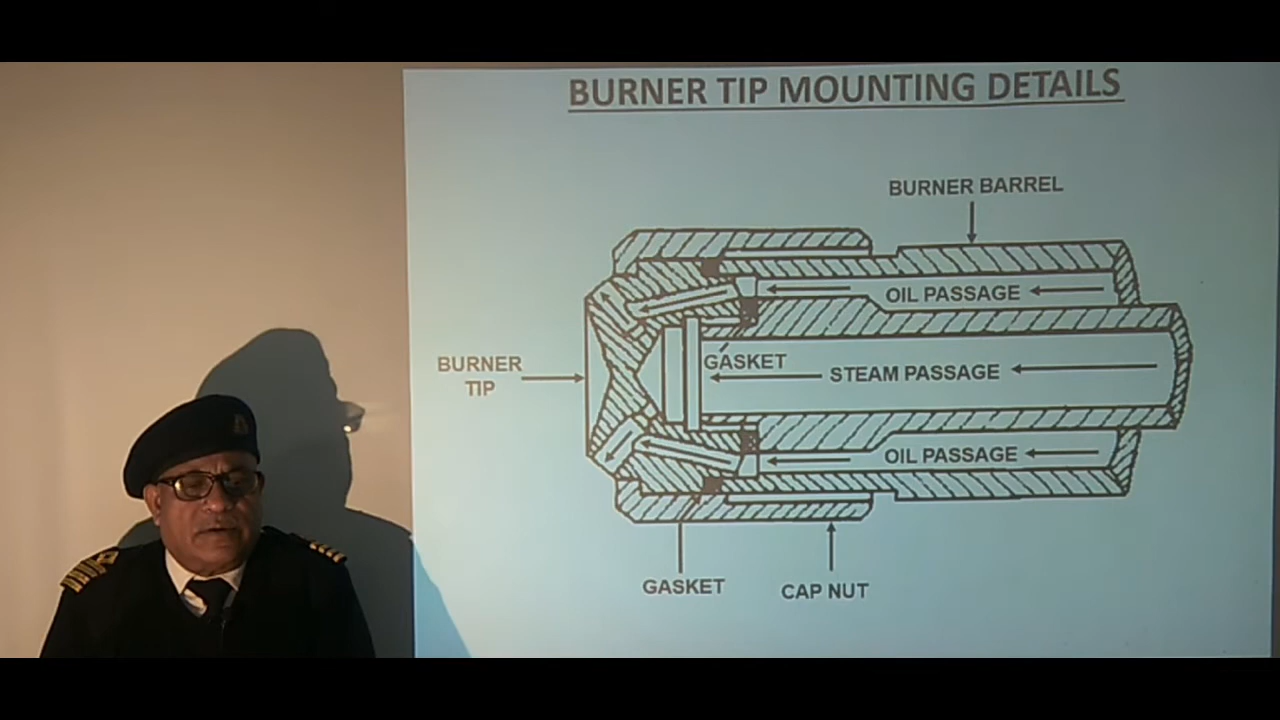 BURNER TIP MOUNTING DETAILS
BURNER BARREL
OIL PASSAGE
GASKET
BURNER
TIP
STEAM PASSAGE
OIL PASSAGE
GASKET
CAP NUT